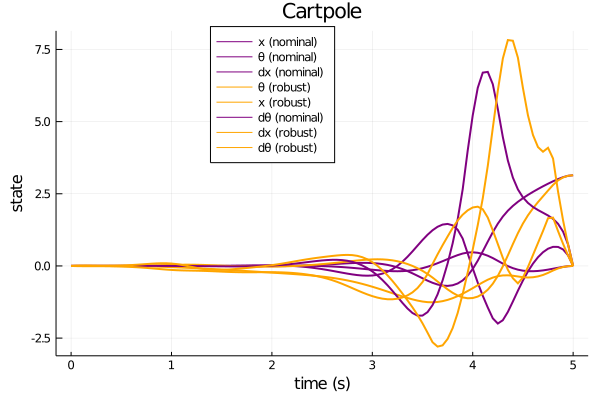 Cartpole
x (nominal)
θ (nominal)
dx (nominal)
θ (robust)
x (robust)
dθ (nominal)
dx (robust)
dθ (robust)
7.5
5.0
2.5
0.0
-2.5
state
0
1
2
3
4
5
time (s)